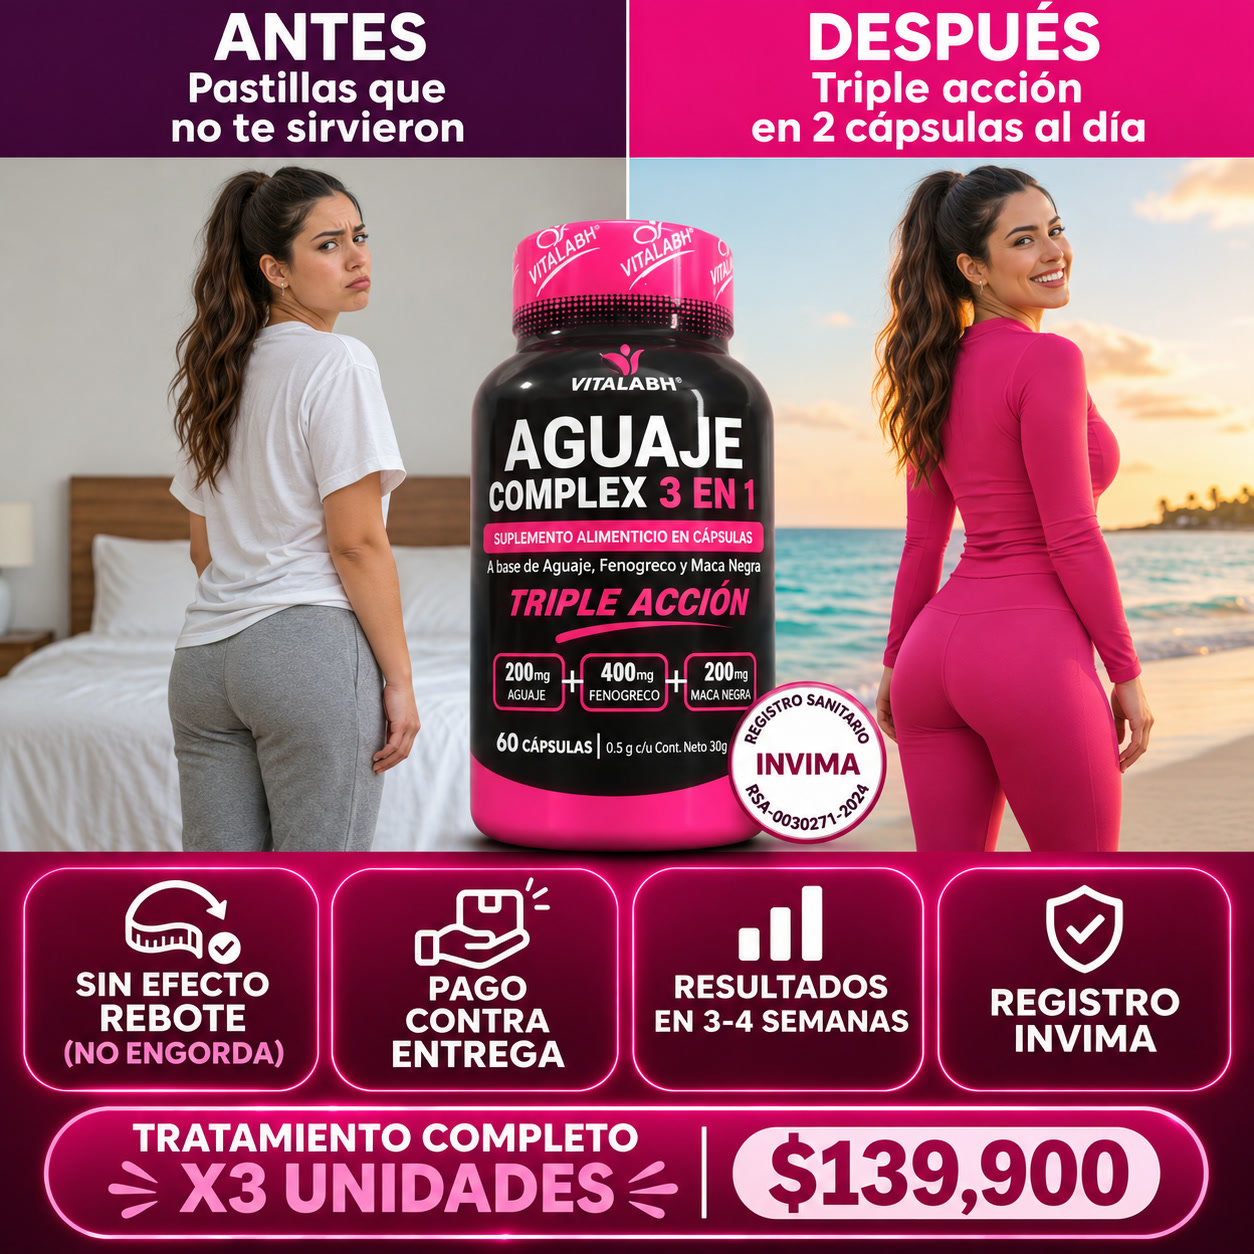 ANTES
Pastillas que
no te sirvieron
DESPUÉS
Triple acción
en 2 cápsulas al día
VITALABH®
VITALABH®
VITALABH®
AGUAJE
COMPLEX 3 EN 1
SUPLEMENTO ALIMENTICIO EN CÁPSULAS
A base de Aguaje, Fenogreco y Maca Negra
TRIPLE ACCIÓN
200mg AGUAJE + 400mg FENOGRECO + 200mg MACA NEGRA
60 CÁPSULAS | 0.5 g c/u Cont. Neto 30g
REGISTRO SANITARIO
INVIMA
RSA-0030271-2024
SIN EFECTO
REBOTE
(NO ENGORDA)
PAGO
CONTRA
ENTREGA
RESULTADOS
EN 3-4 SEMANAS
REGISTRO
INVIMA
TRATAMIENTO COMPLETO
X3 UNIDADES
$139,900